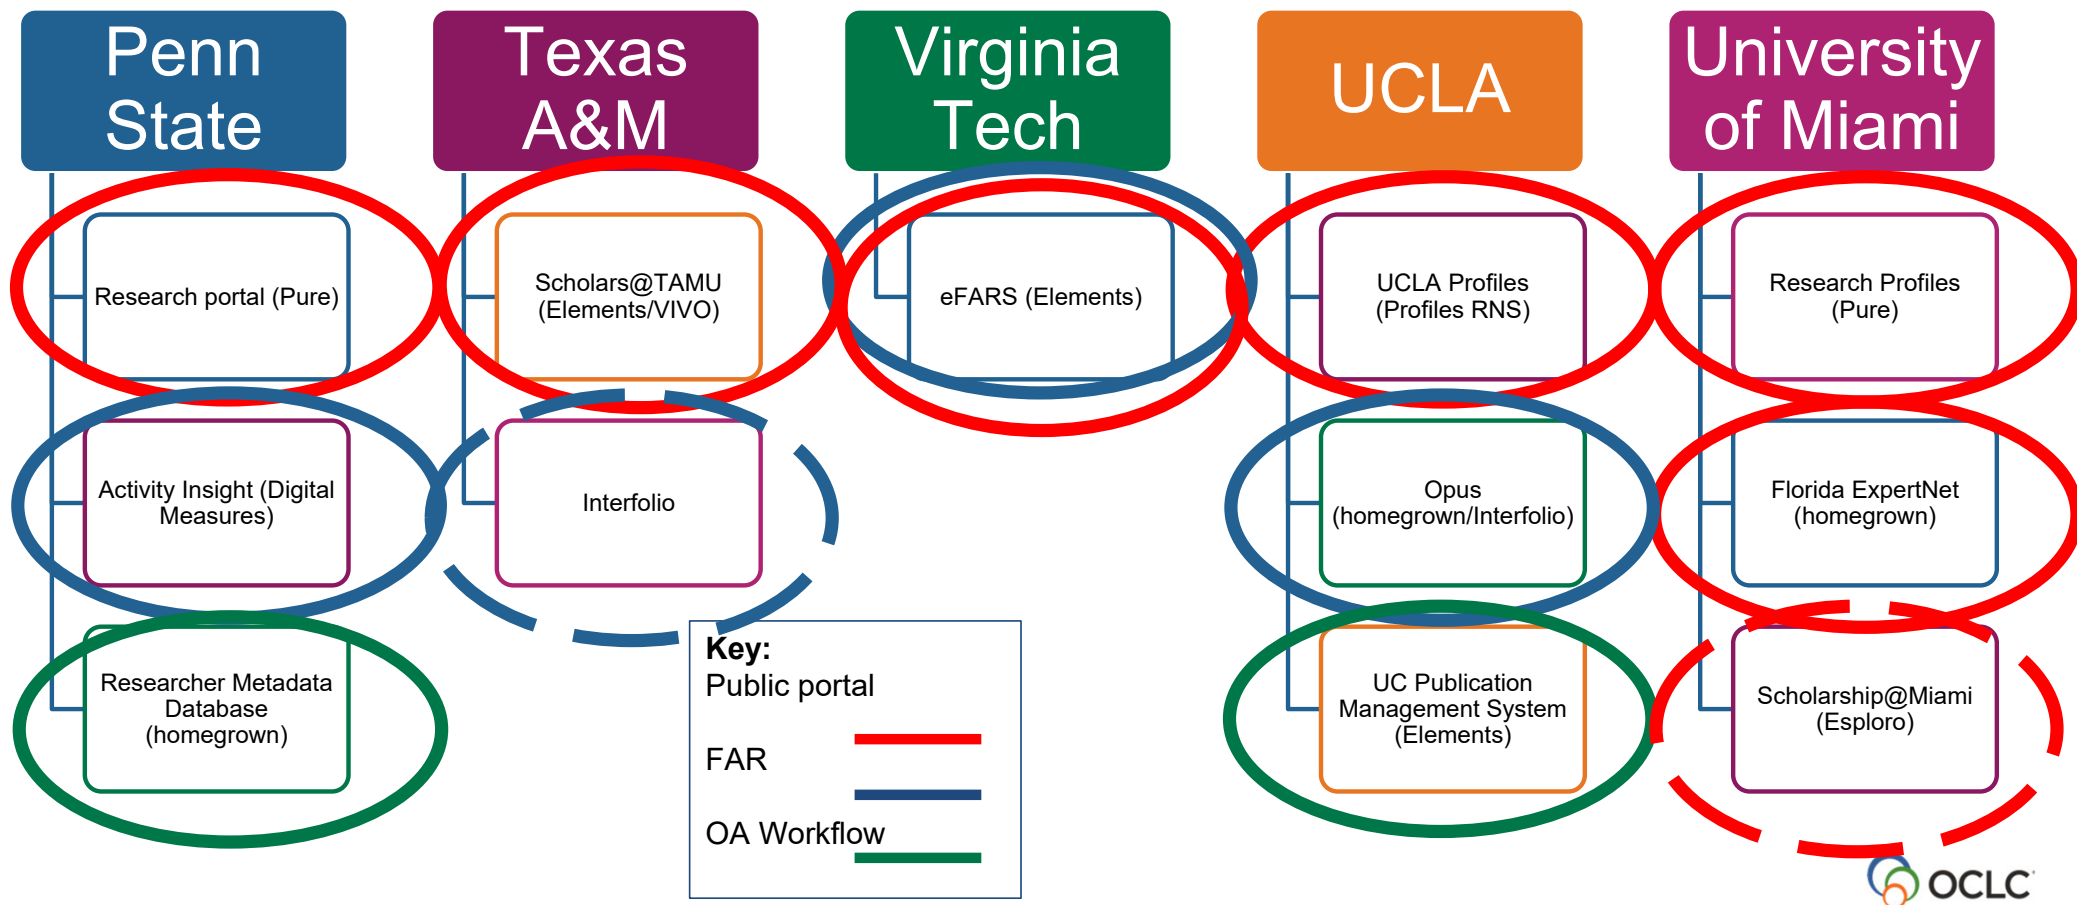 Penn
State
Texas
A&M
Virginia
Tech
UCLA
University
of Miami
Research portal (Pure)
Activity Insight (Digital
Measures)
Researcher Metadata
Database
(homegrown)
Scholars@TAMU
(Elements/VIVO)
Interfolio
eFARS (Elements)
UCLA Profiles
(Profiles RNS)
Opus
(homegrown/Interfolio)
UC Publication
Management System
(Elements)
Research Profiles
(Pure)
Florida ExpertNet
(homegrown)
Scholarship@Miami
(Esploro)
Key:
Public portal
FAR
OA Workflow
OCLC